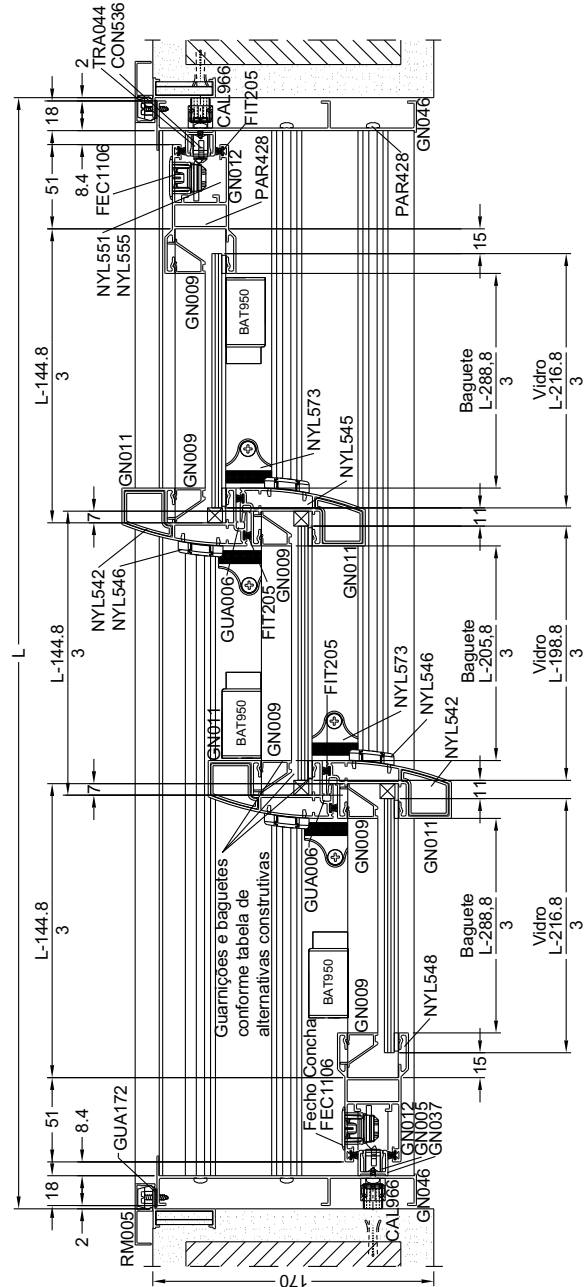 TRA044
CON536
2
18
8.4
51
CAL966
FIT205
GN046
FEC1106
GN012
PAR428
PAR428
NYL551
NYL555
15
GN009
BAT950
L-144.8
3
Baguete
L-288,8
3
Vidro
L-216.8
3
GN009
GN011
NYL573
NYL545
7
11
NYL542
NYL546
GUA006
FIT205
GN009
GN011
L
L-144.8
3
BAT950
GN009
FIT205
NYL573
NYL546
NYL542
Baguete
L-205,8
3
Vidro
L-198.8
3
GN011
7
11
GUA006
GN009
GN011
Guarnições e baguetes
conforme tabela de
alternativas construtivas
L-144.8
3
BAT950
GN009
NYL548
Baguete
L-288,8
3
Vidro
L-216.8
3
15
Fecho Concha
FEC1106
GN012
GN005
GN037
51
8.4
GUA172
18
2
CAL966
GN046
RM005
170